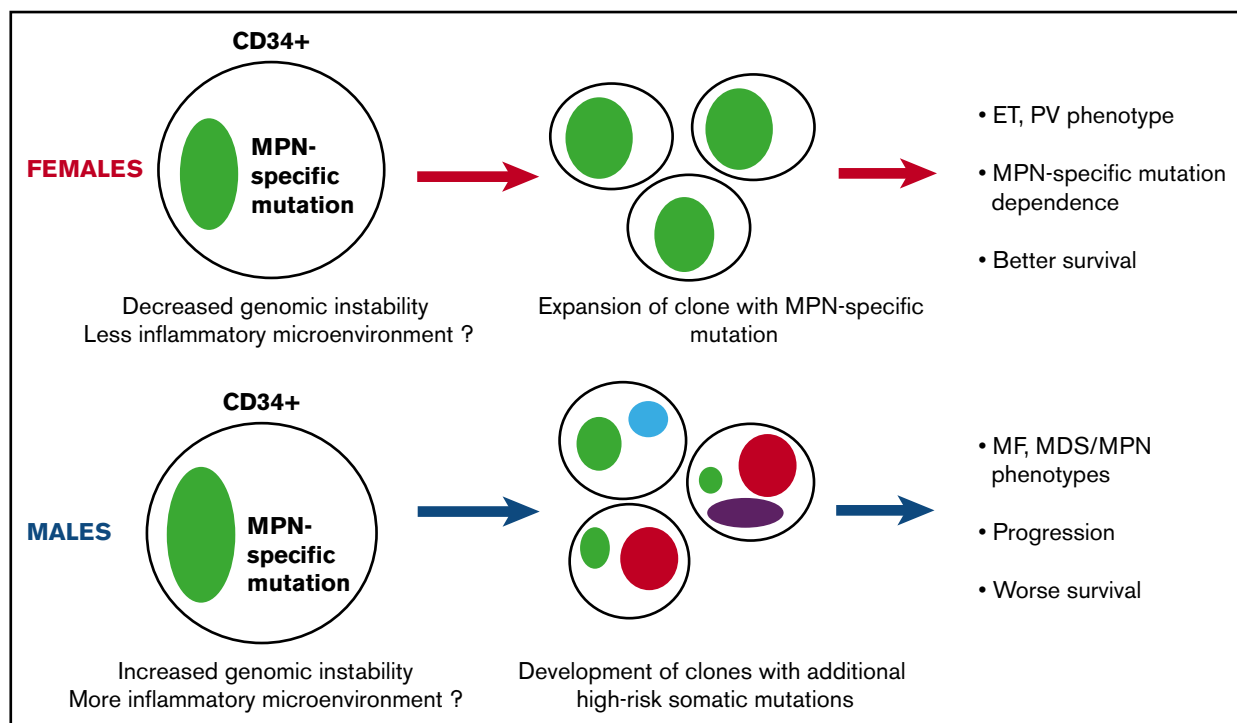 CD34+
FEMALES
MPN-
specific
mutation
Decreased genomic instability
Less inflammatory microenvironment ?
Expansion of clone with MPN-specific
mutation
• ET, PV phenotype
• MPN-specific mutation
dependence
• Better survival
CD34+
MALES
MPN-
specific
mutation
Increased genomic instability
More inflammatory microenvironment ?
Development of clones with additional
high-risk somatic mutations
• MF, MDS/MPN
phenotypes
• Progression
• Worse survival